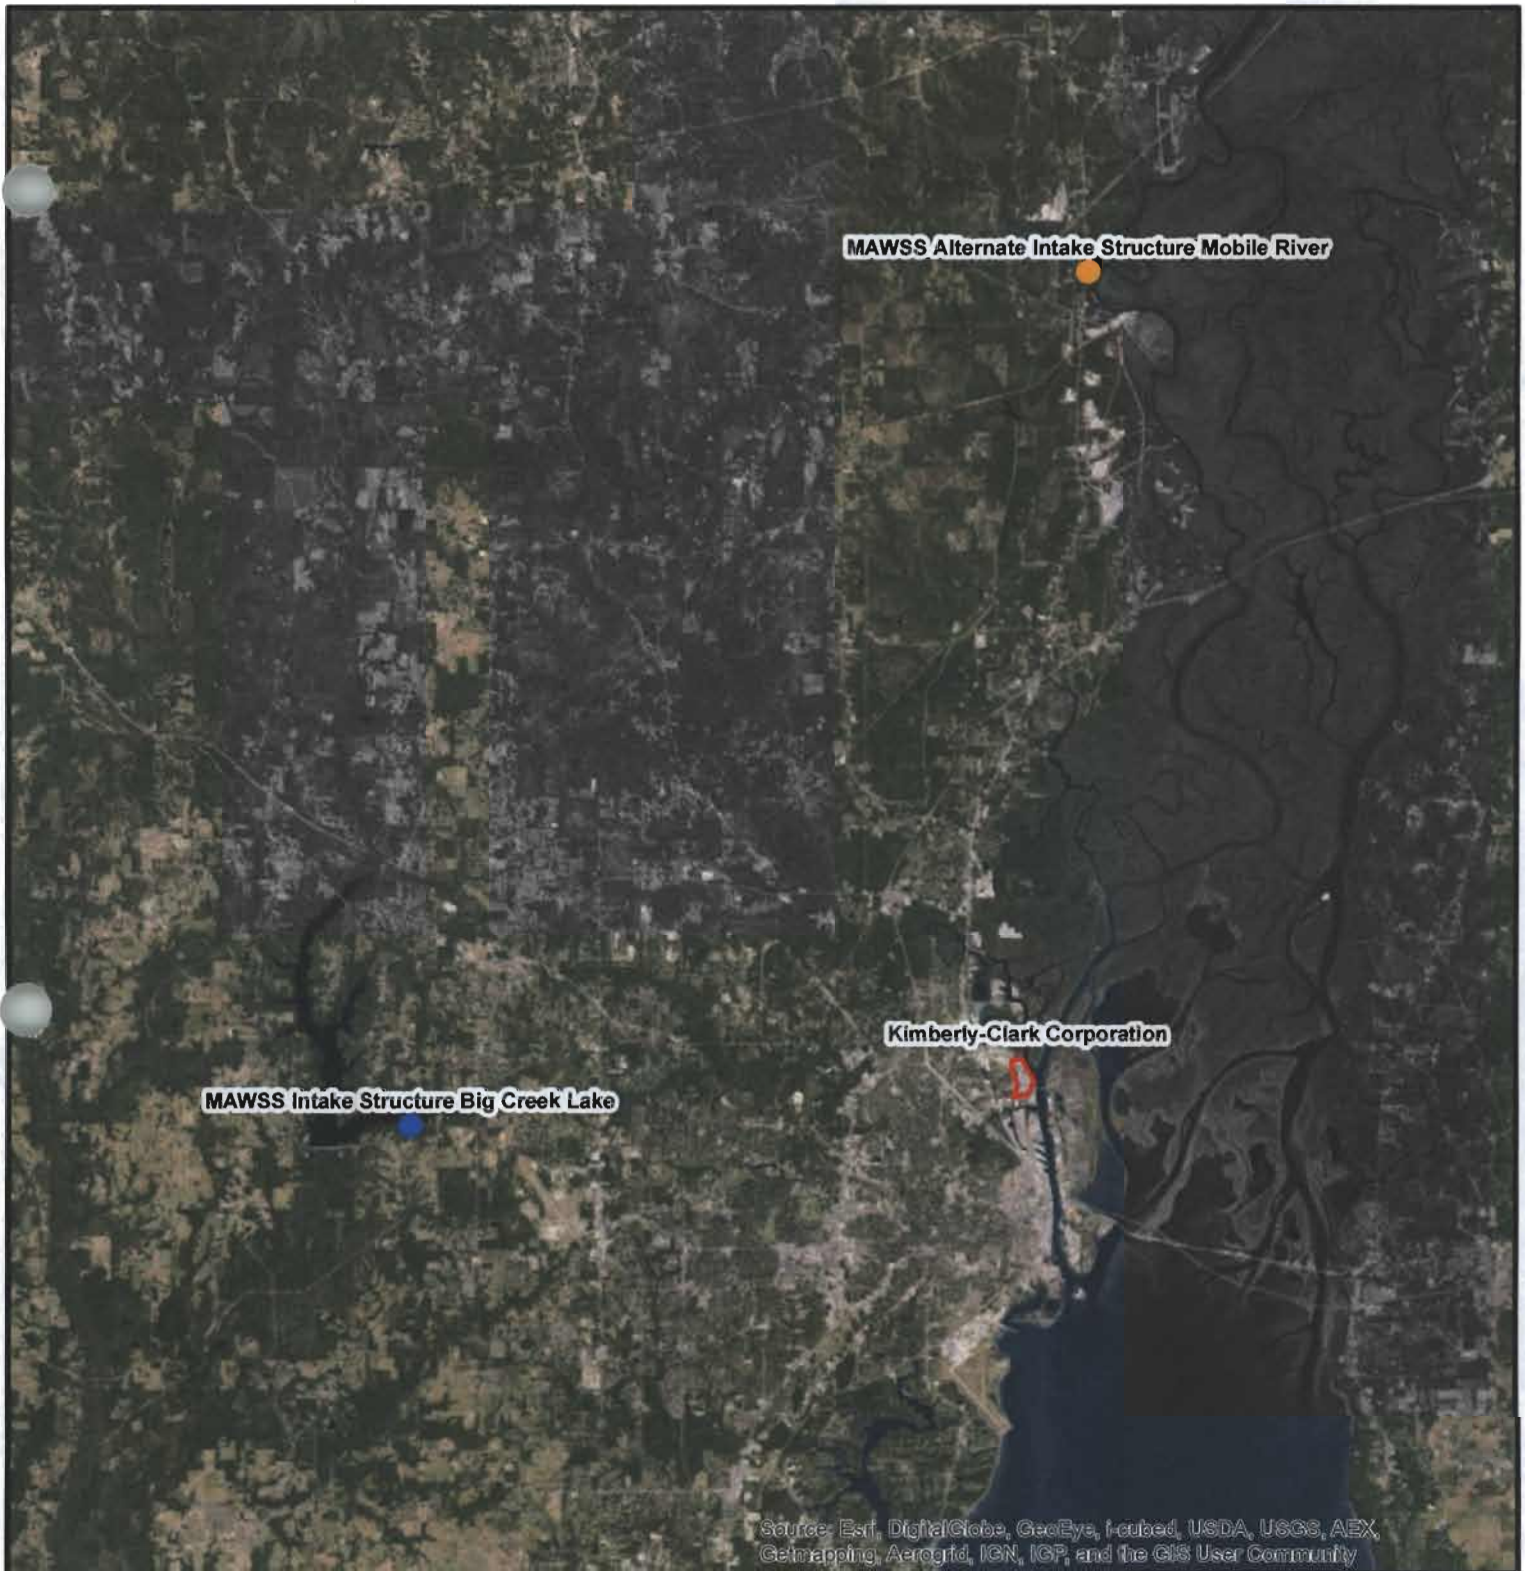 MAWSS Alternate Intake Structure Mobile River
Kimberly-Clark Corporation
MAWSS Intake Structure Big Creek Lake
Source: Esri, DigitalGlobe, GeoEye, i-cubed, USDA, USGS, AEX,
Getmapping, Aerogrid, IGN, IGP, and the GIS User Community